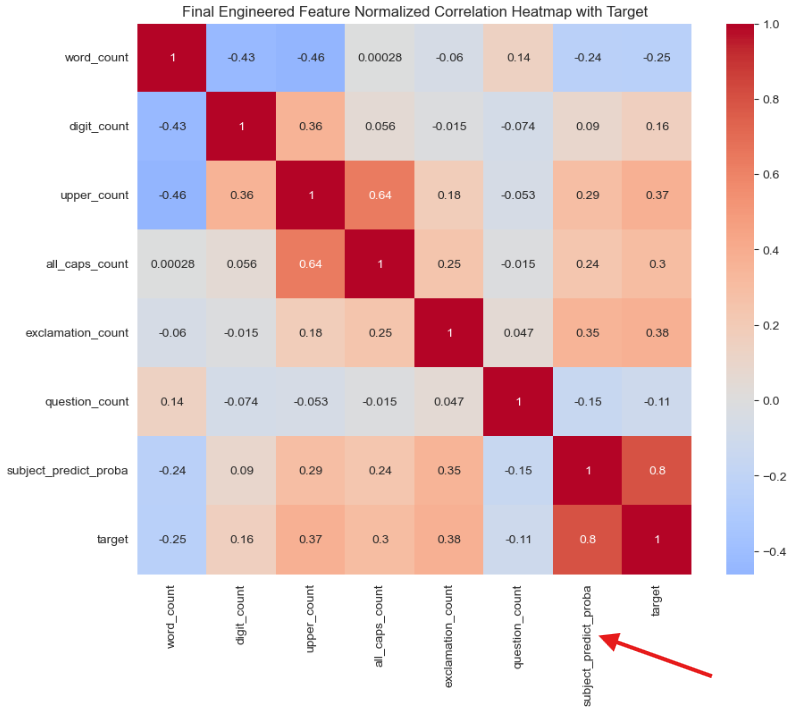 Final Engineered Feature Normalized Correlation Heatmap with Target
word_count 1 -0.43 -0.46 0.00028 -0.06 0.14 -0.24 -0.25
digit_count -0.43 1 0.36 0.056 -0.015 -0.074 0.09 0.16
upper_count -0.46 0.36 1 0.64 0.18 -0.053 0.29 0.37
all_caps_count 0.00028 0.056 0.64 1 0.25 -0.015 0.24 0.3
exclamation_count -0.06 -0.015 0.18 0.25 1 0.047 0.35 0.38
question_count 0.14 -0.074 -0.053 -0.015 0.047 1 -0.15 -0.11
subject_predict_proba -0.24 0.09 0.29 0.24 0.35 -0.15 1 0.8
target -0.25 0.16 0.37 0.3 0.38 -0.11 0.8 1
word_count
digit_count
upper_count
all_caps_count
exclamation_count
question_count
subject_predict_proba
target
1.0
0.8
0.6
0.4
0.2
0.0
−0.2
−0.4